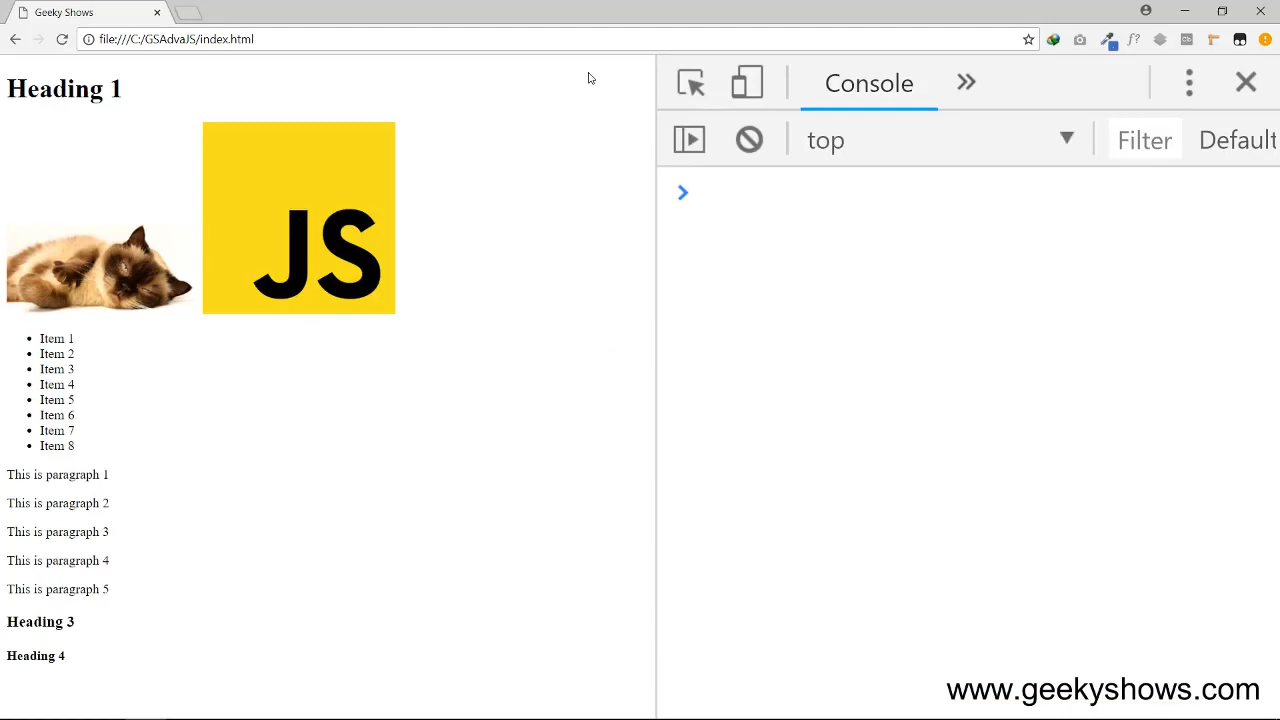 Geeky Shows
file:///C:/GSAdvaJS/index.html
Heading 1
JS
Item 1
Item 2
Item 3
Item 4
Item 5
Item 6
Item 7
Item 8
This is paragraph 1
This is paragraph 2
This is paragraph 3
This is paragraph 4
This is paragraph 5
Heading 3
Heading 4
Console
top
Filter
Default
www.geekyshows.com